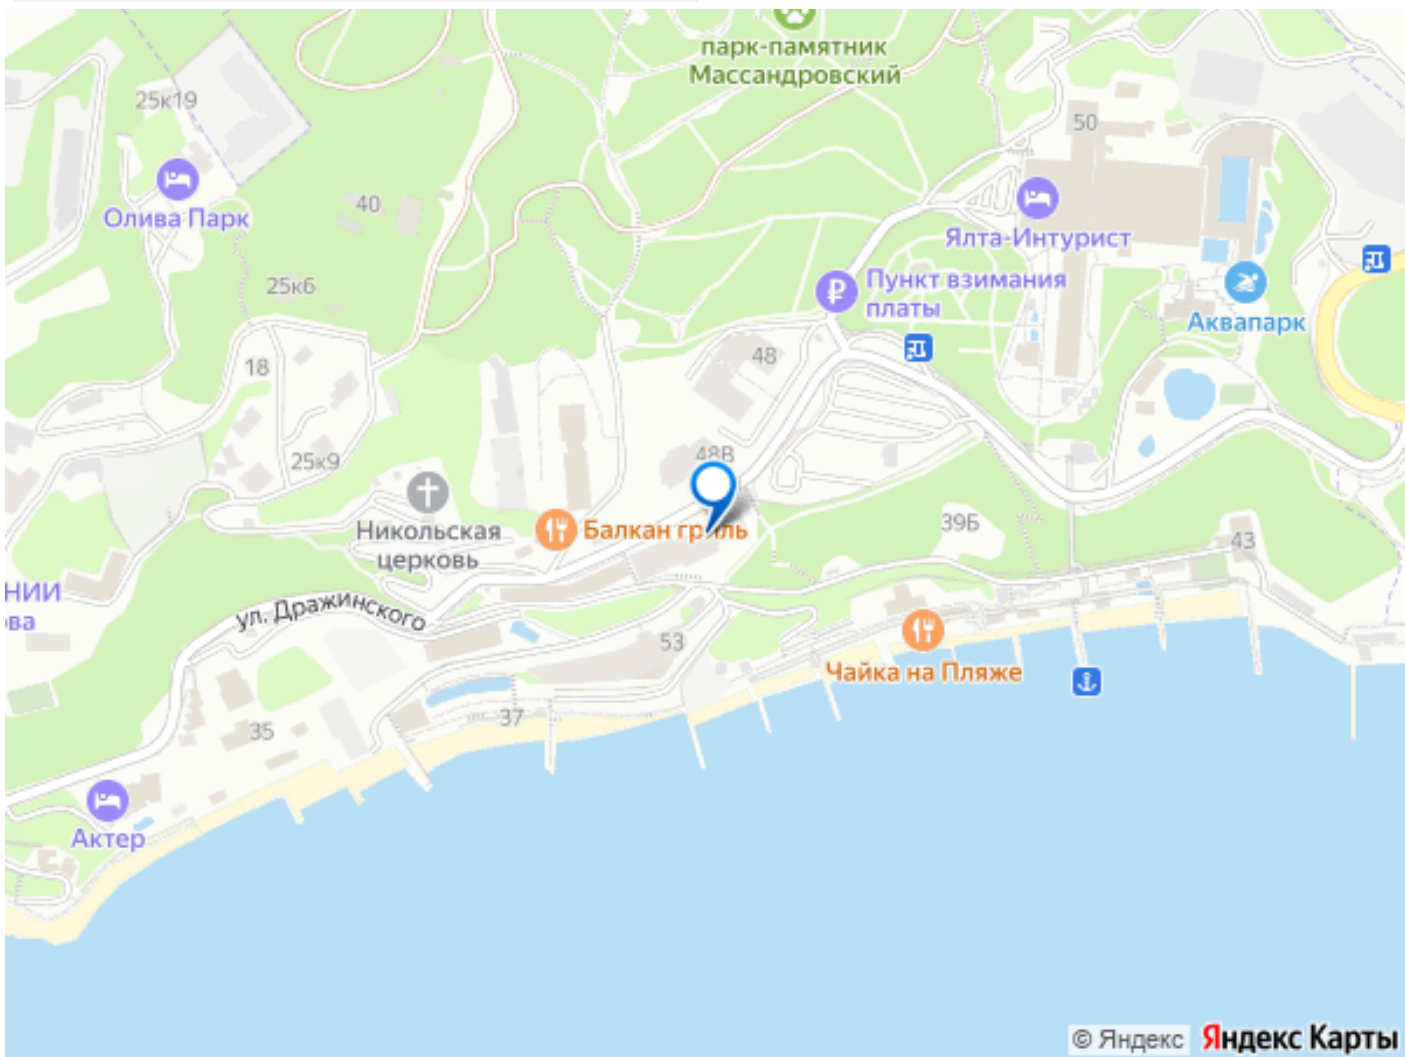 парк-памятник
Массандровский
25к19
50
Олива Парк
40
Ялта-Интурист
25к6
Пункт взимания
платы
Аквапарк
48
18
48В
25к9
Никольская
церковь
Балкан гриль
39Б
43
НИИ
ва
ул. Дражинского
53
Чайка на Пляже
37
35
Актер
© Яндекс Яндекс Карты